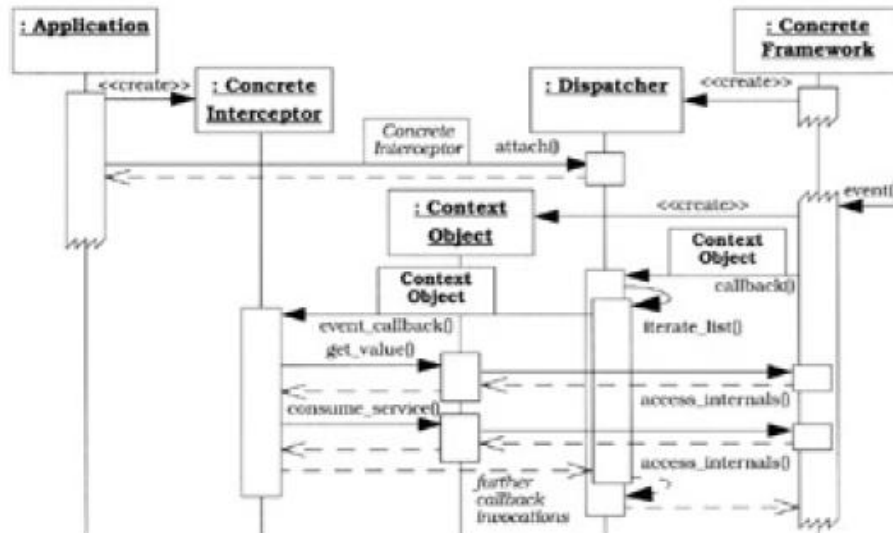 : Application
: Concrete
Framework
<<create>>
: Concrete
Interceptor
: Dispatcher
<<create>>
Concrete
Interceptor
attach()
: Context
Object
<<create>>
event()
Context
Object
Context
Object
callback()
event_callback()
iterate_list()
get_value()
access_internals()
consume_service()
access_internals()
further
callback
invocations